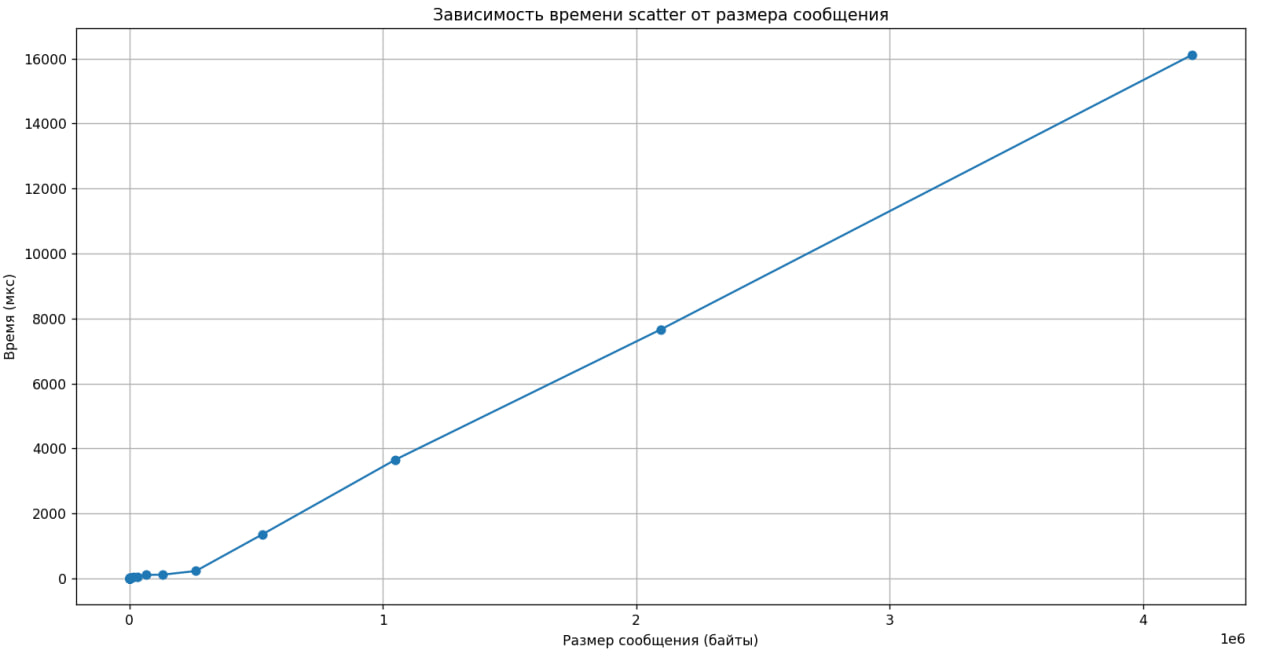 Зависимость времени scatter от размера сообщения
Время (мкс)
16000
14000
12000
10000
8000
6000
4000
2000
0
0 1 2 3 4
1e6
Размер сообщения (байты)